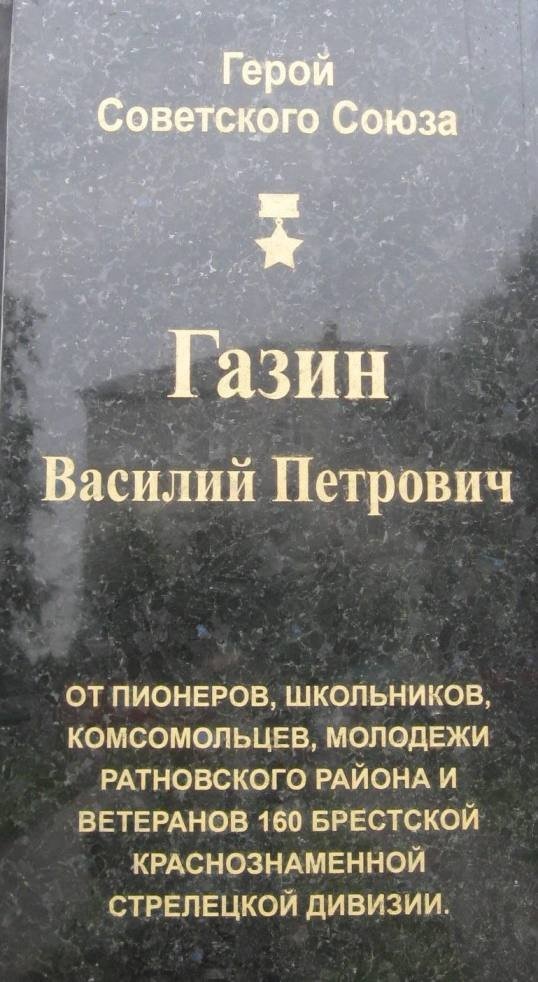 Герой
Советского Союза
Газин
Василий Петрович
ОТ ПИОНЕРОВ, ШКОЛЬНИКОВ,
КОМСОМОЛЬЦЕВ, МОЛОДЕЖИ
РАТНОВСКОГО РАЙОНА И
ВЕТЕРАНОВ 160 БРЕСТСКОЙ
КРАСНОЗНАМЕННОЙ
СТРЕЛЕЦКОЙ ДИВИЗИИ.